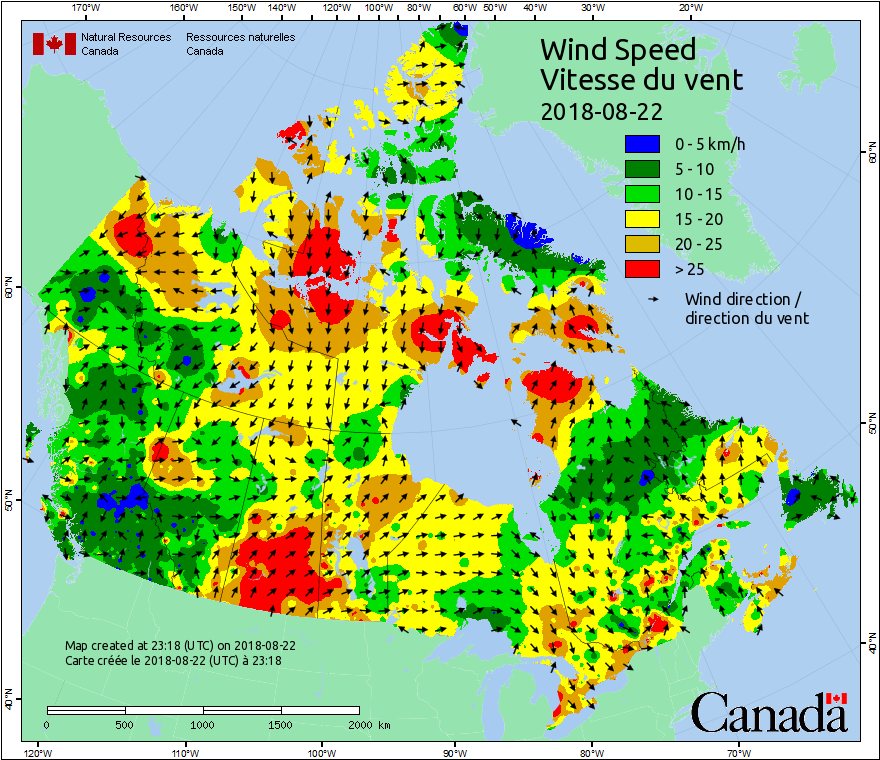 170°W 160°W 150°W 140°W 120°W 100°W 80°W 60°W 50°W 40°W 30°W 20°W
Natural Resources Canada
Ressources naturelles Canada
Wind Speed
Vitesse du vent
2018-08-22
0 - 5 km/h
5 - 10
10 - 15
15 - 20
20 - 25
> 25
Wind direction /
direction du vent
60°N
60°N
50°N
50°N
40°N
40°N
Map created at 23:18 (UTC) on 2018-08-22
Carte créée le 2018-08-22 (UTC) à 23:18
0 500 1000 1500 2000 km
Canada
120°W 110°W 100°W 90°W 80°W 70°W